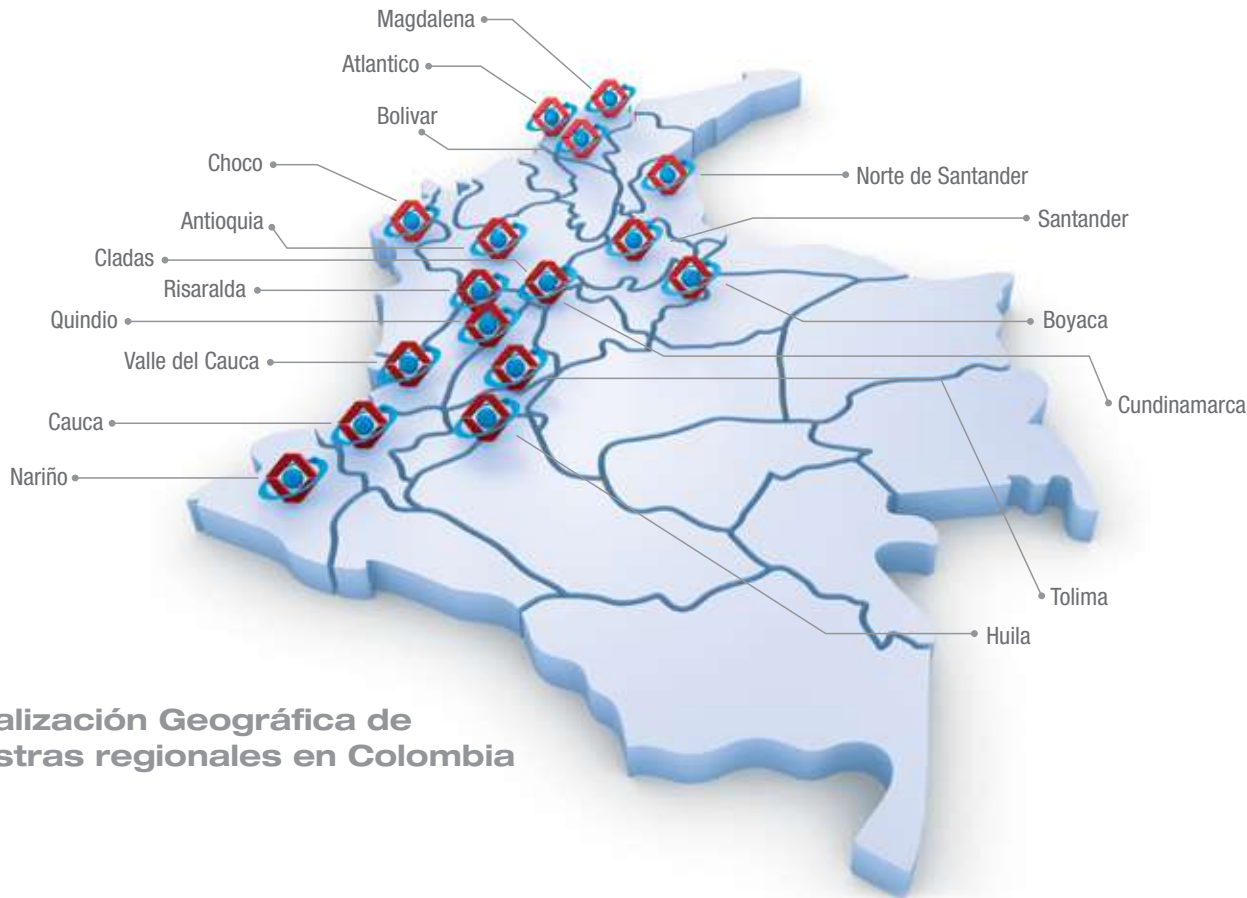 Magdalena
Atlantico
Bolivar
Choco
Antioquia
Cladas
Risaralda
Quindio
Valle del Cauca
Cauca
Nariño
Norte de Santander
Santander
Boyaca
Cundinamarca
Tolima
Huila
alización Geográfica de
stras regionales en Colombia